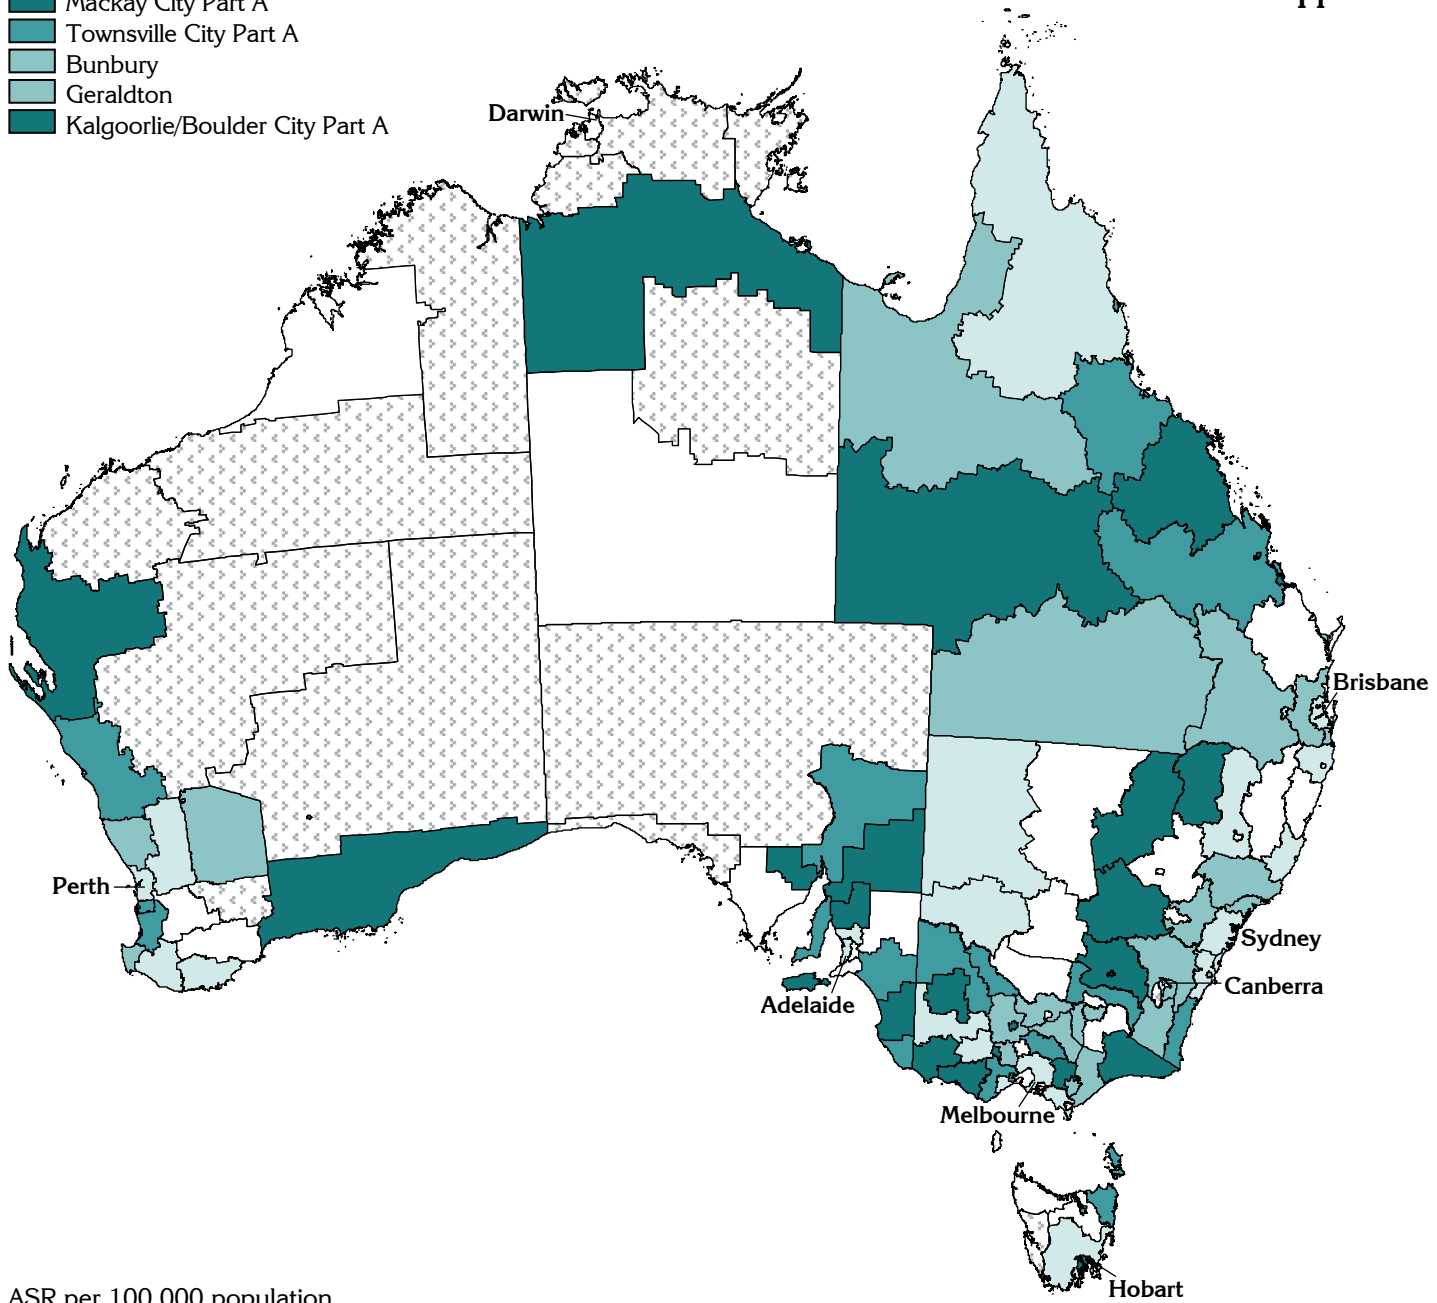 Mackay City Part A
Townsville City Part A
Bunbury
Geraldton
Kalgoorlie/Boulder City Part A
Darwin
Brisbane
Perth
Sydney
Canberra
Adelaide
Melbourne
Hobart
ASR per 100,000 population